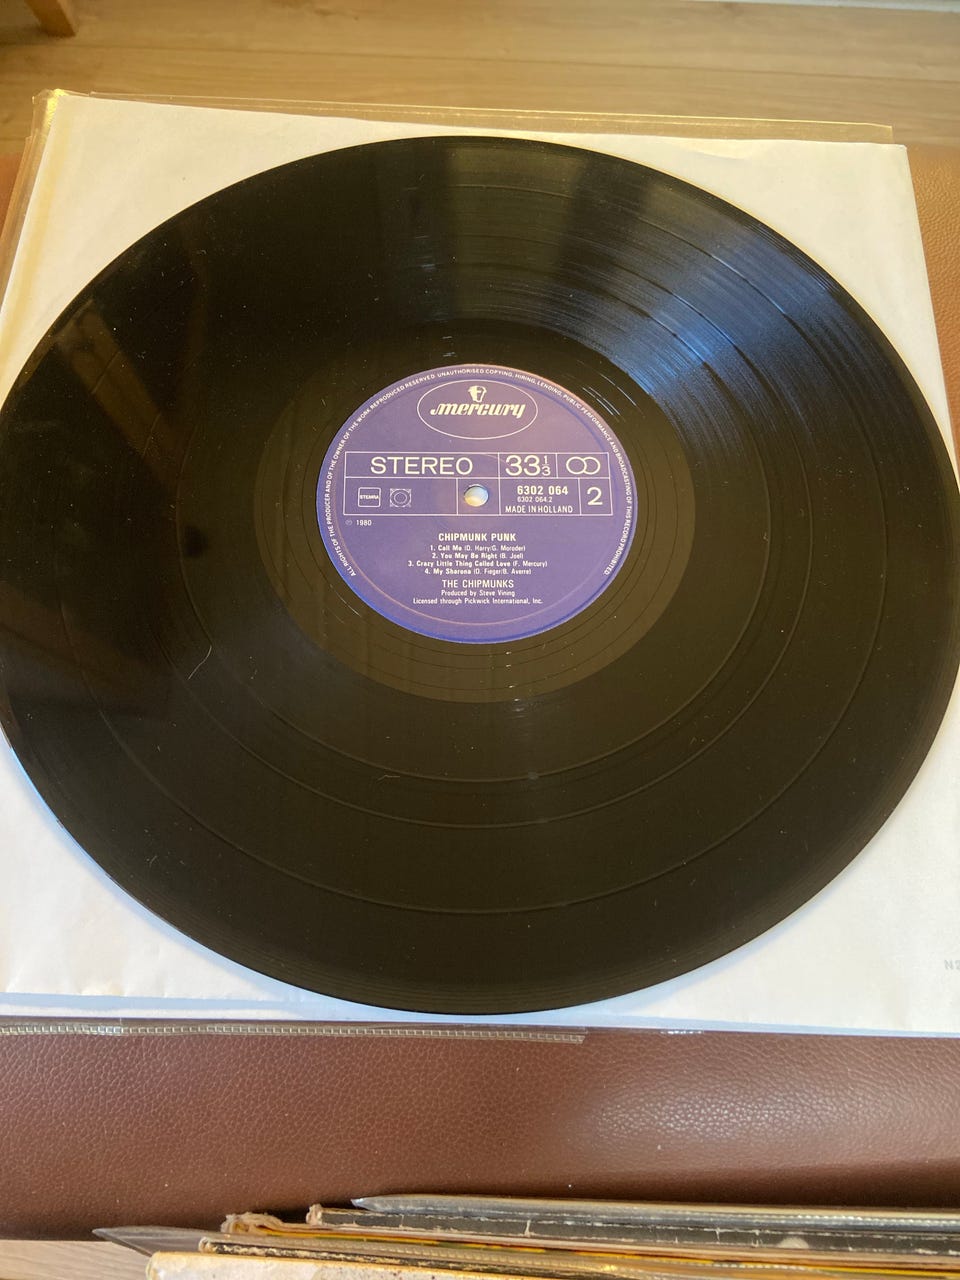 ALL RIGHTS OF THE PRODUCER AND OF THE OWNER OF THE WORK REPRODUCED RESERVED. UNAUTHORISED COPYING, HIRING, LENDING, PUBLIC PERFORMANCE AND BROADCASTING OF THIS RECORD PROHIBITED
mercury
STEREO 33 1/3
STEMRA 6302 064 2
6302 064.2
MADE IN HOLLAND
℗ 1980
CHIPMUNK PUNK
1. Call Me (D. Harry/G. Moroder)
2. You May Be Right (B. Joel)
3. Crazy Little Thing Called Love (F. Mercury)
4. My Sharona (D. Fieger/B. Averre)
THE CHIPMUNKS
Produced by Steve Vining
Licensed through Pickwick International, Inc.